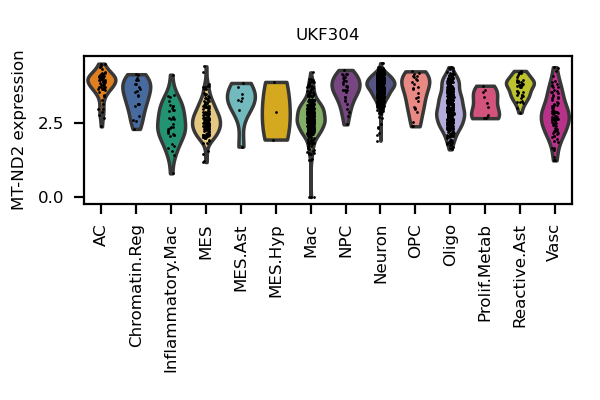 UKF304
MT-ND2 expression
2.5
0.0
AC
Chromatin.Reg
Inflammatory.Mac
MES
MES.Ast
MES.Hyp
Mac
NPC
Neuron
OPC
Oligo
Prolif.Metab
Reactive.Ast
Vasc